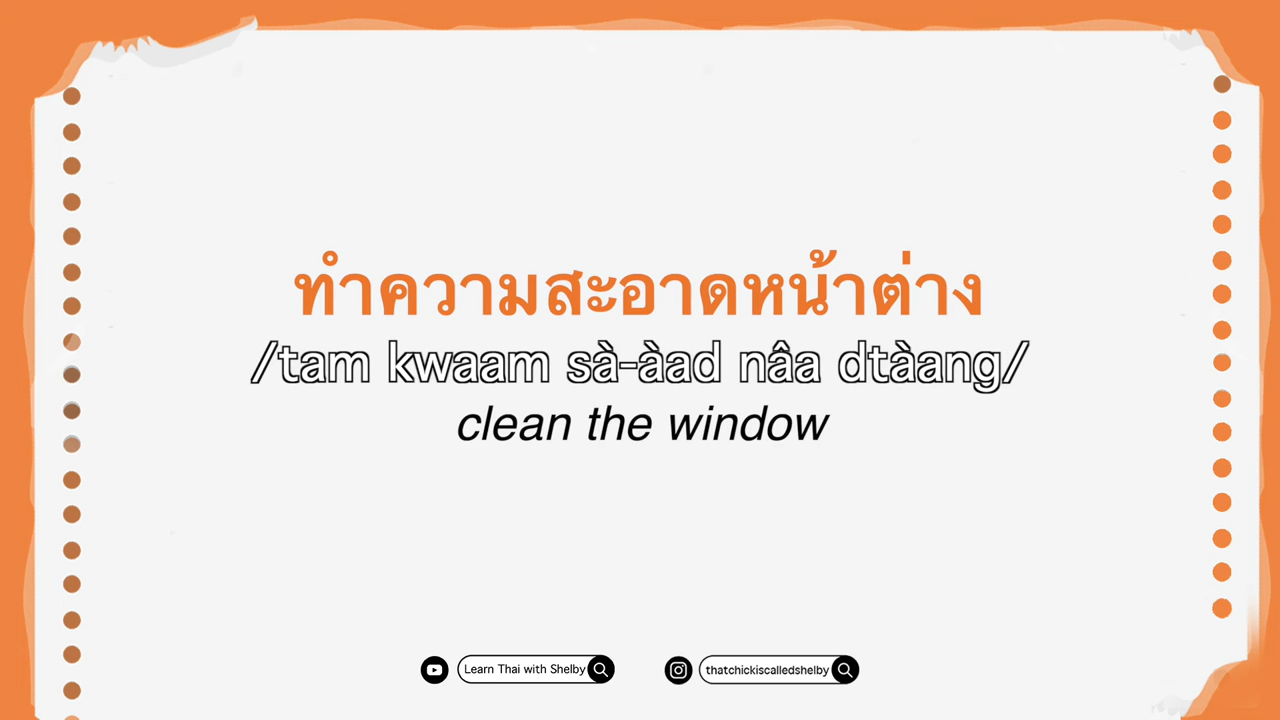 ทำความสะอาดหน้าต่าง
/tam kwaam sà-àad nâa dtàang/
clean the window
Learn Thai with Shelby
thatchickiscalledshelby